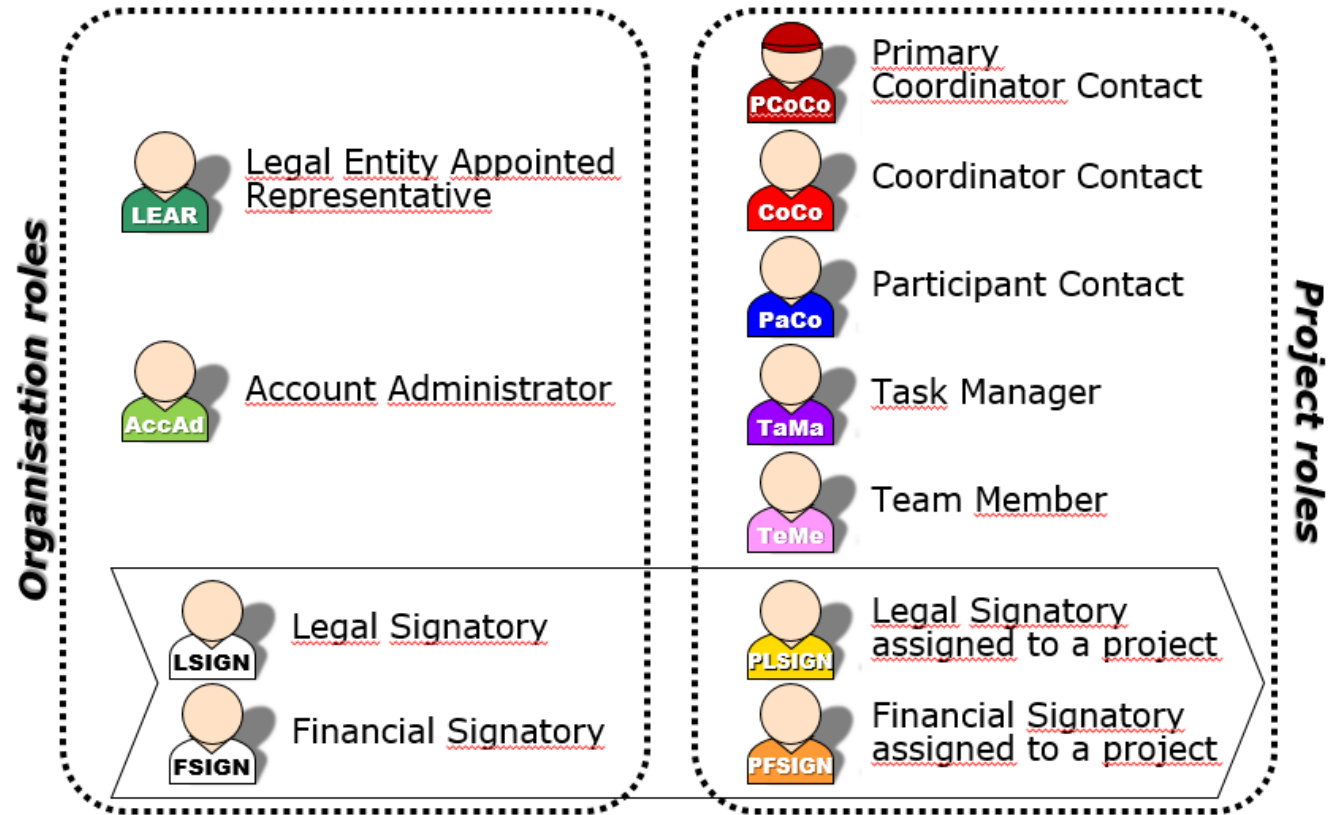 Organisation roles
LEAR
Legal Entity Appointed
Representative
AccAd
Account Administrator
LSIGN
Legal Signatory
FSIGN
Financial Signatory
PCoCo
Primary
Coordinator Contact
CoCo
Coordinator Contact
PaCo
Participant Contact
TaMa
Task Manager
TeMe
Team Member
PLSIGN
Legal Signatory
assigned to a project
PFSIGN
Financial Signatory
assigned to a project
Project roles